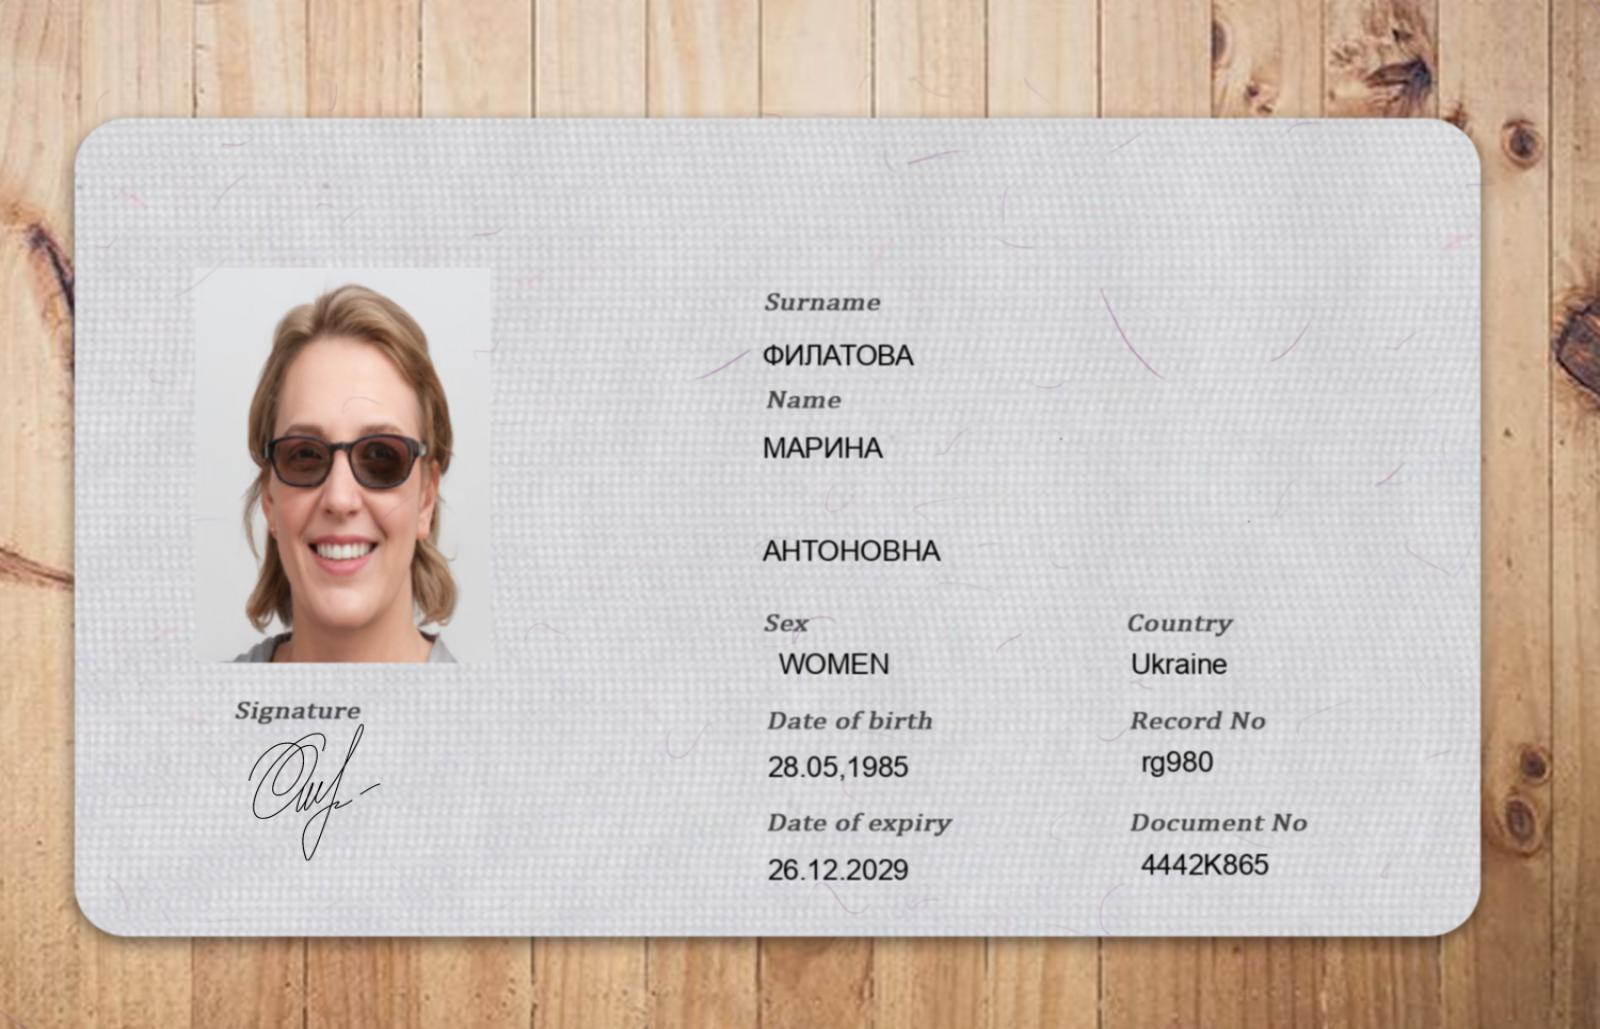 Surname
ФИЛАТОВА
Name
МАРИНА
АНТОНОВНА
Sex
Country
WOMEN
Ukraine
Date of birth
Record No
28.05,1985
rg980
Date of expiry
Document No
26.12.2029
4442K865
Signature